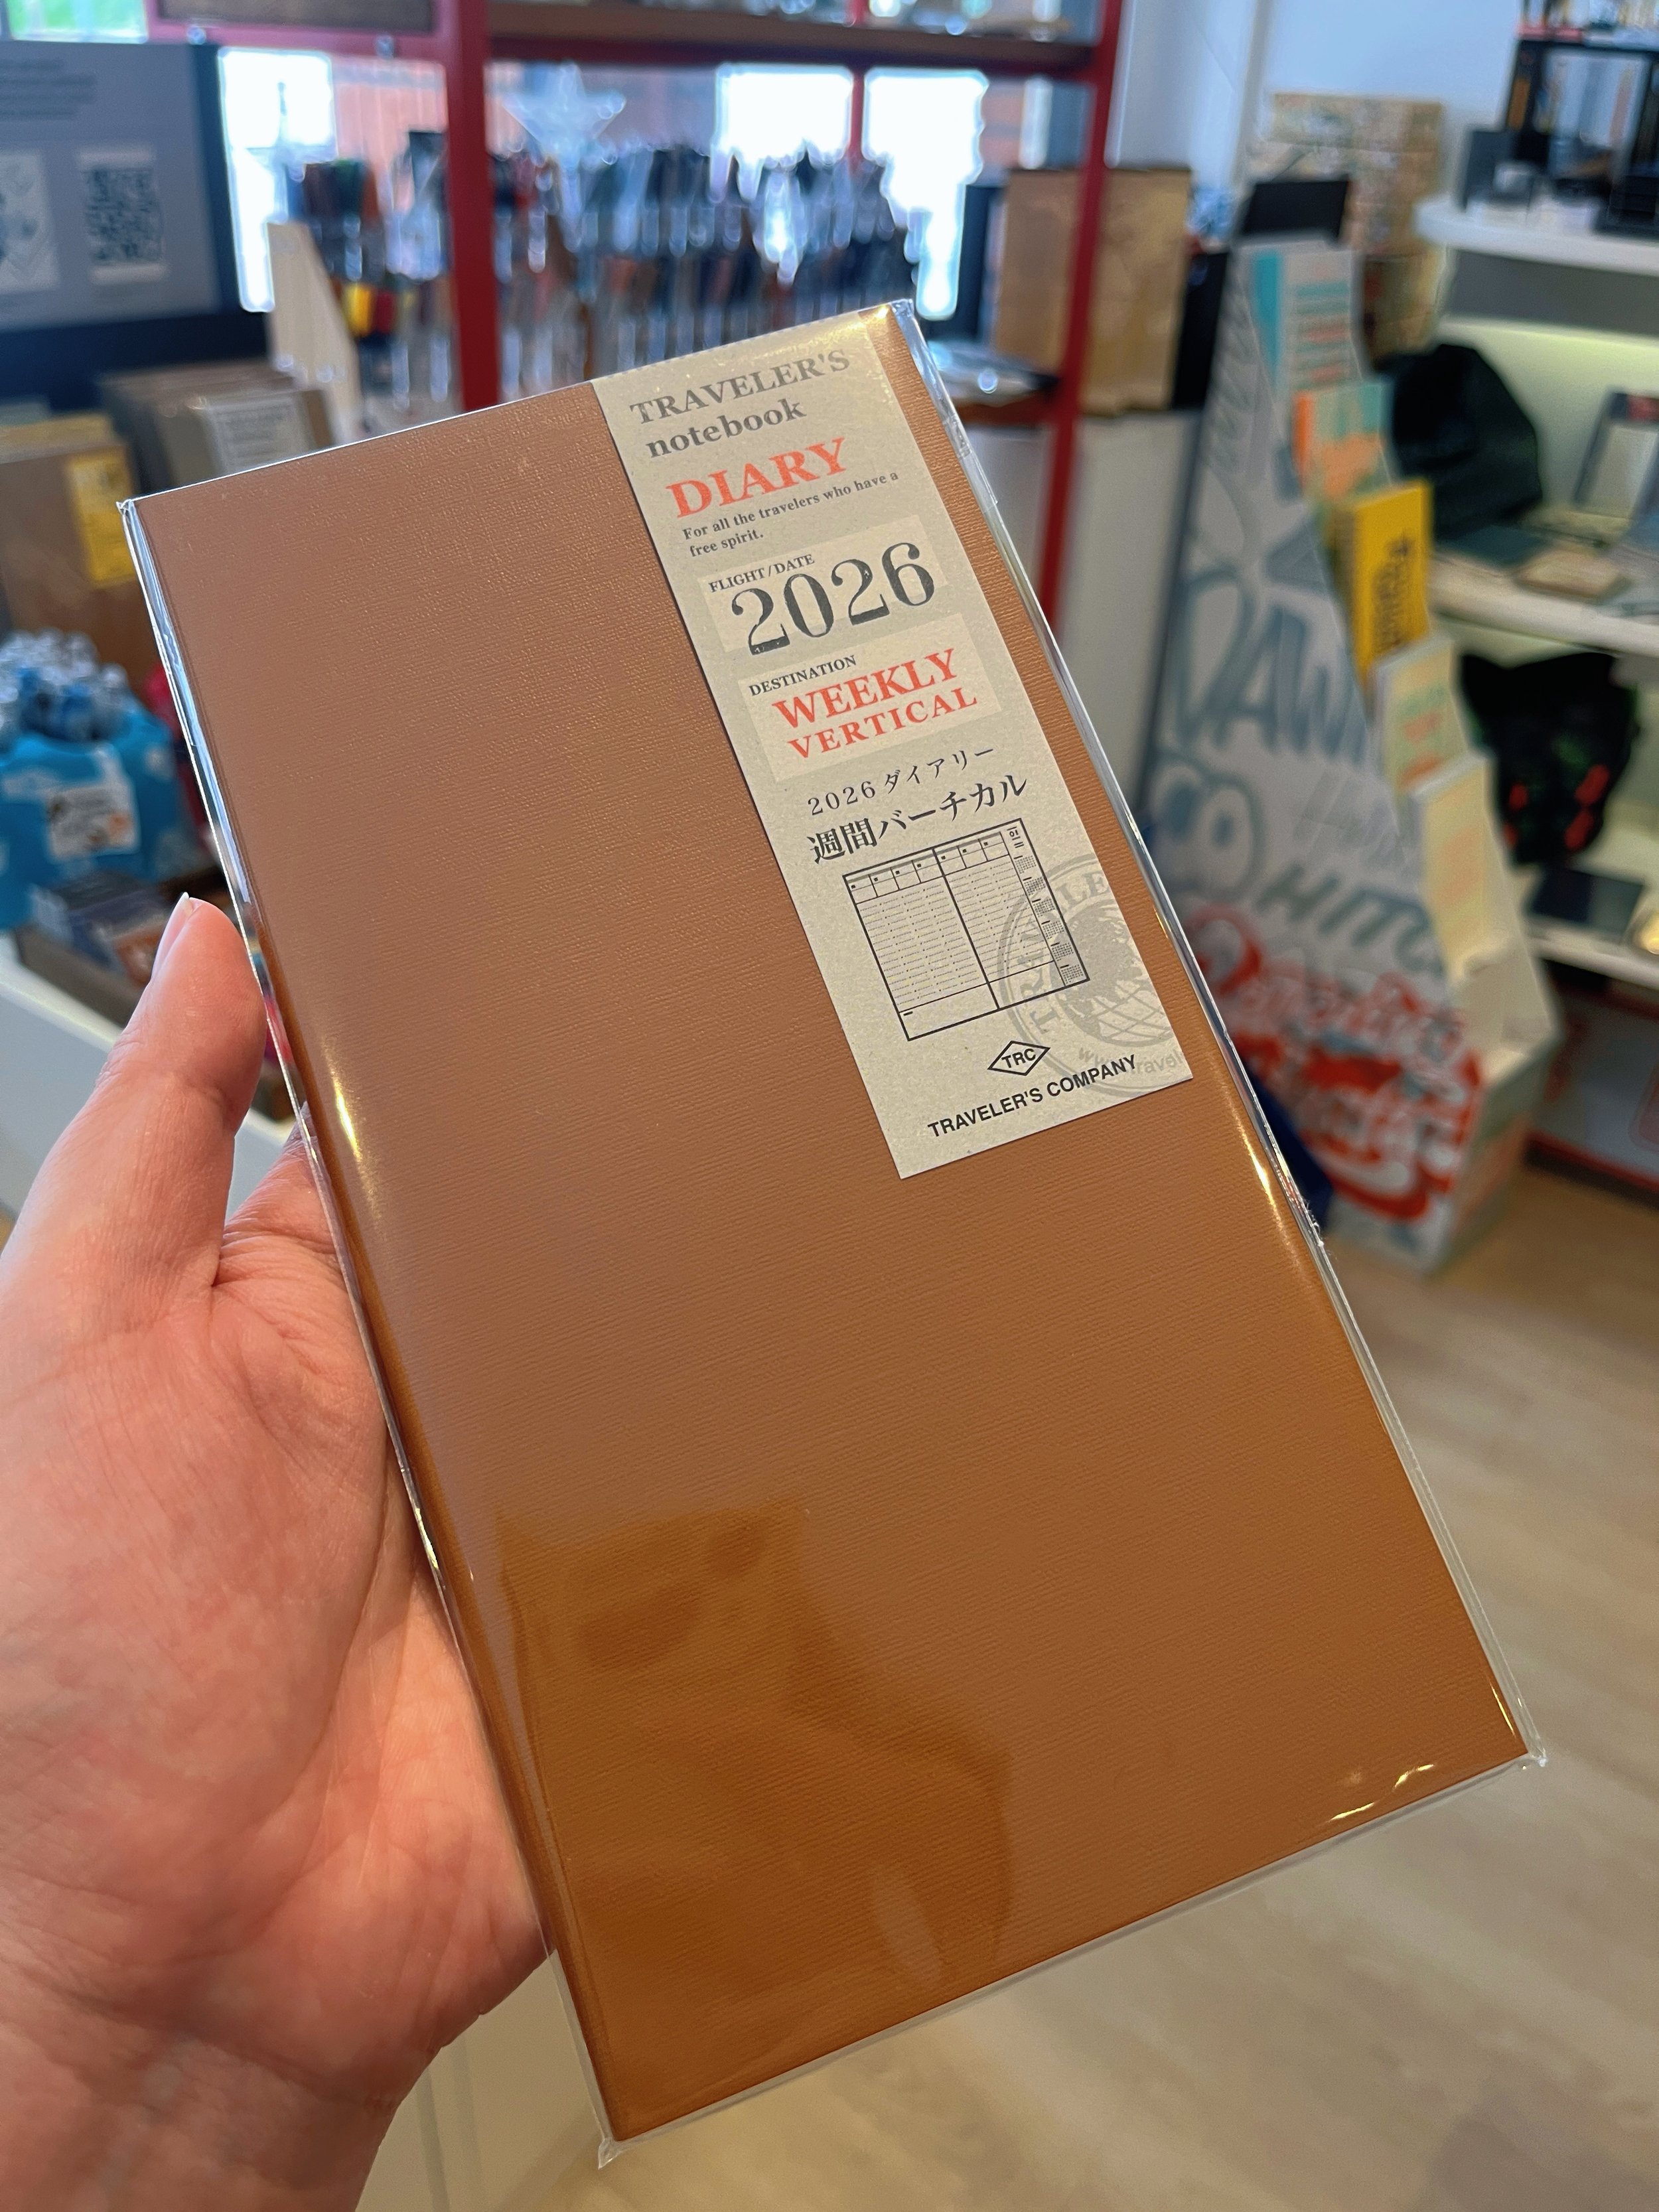 TRAVELER'S
notebook
DIARY
For all the travelers who have a
free spirit.
FLIGHT/DATE
2026
DESTINATION
WEEKLY
VERTICAL
2026 ダイアリー
週間バーチカル
TRC
TRAVELER'S COMPANY